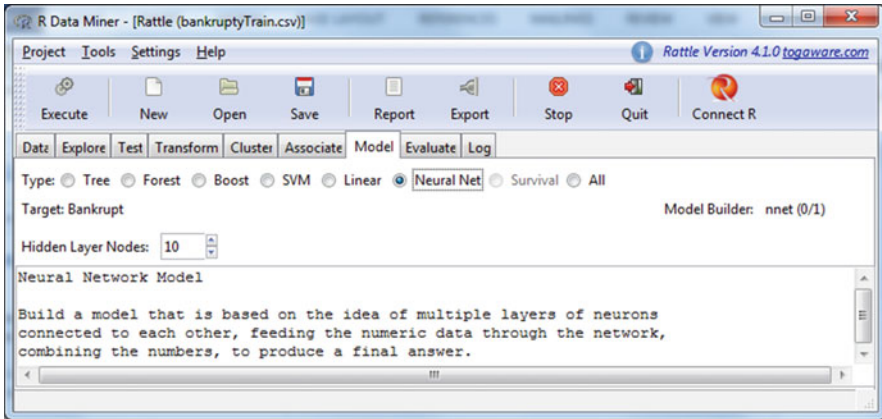 R Data Miner - [Rattle (bankruptyTrain.csv)]
Project Tools Settings Help
Rattle Version 4.1.0 togaware.com
Execute New Open Save Report Export Stop Quit Connect R
Data Explore Test Transform Cluster Associate Model Evaluate Log
Type: Tree Forest Boost SVM Linear Neural Net Survival All
Target: Bankrupt Model Builder: nnet (0/1)
Hidden Layer Nodes: 10
Neural Network Model
Build a model that is based on the idea of multiple layers of neurons
connected to each other, feeding the numeric data through the network,
combining the numbers, to produce a final answer.